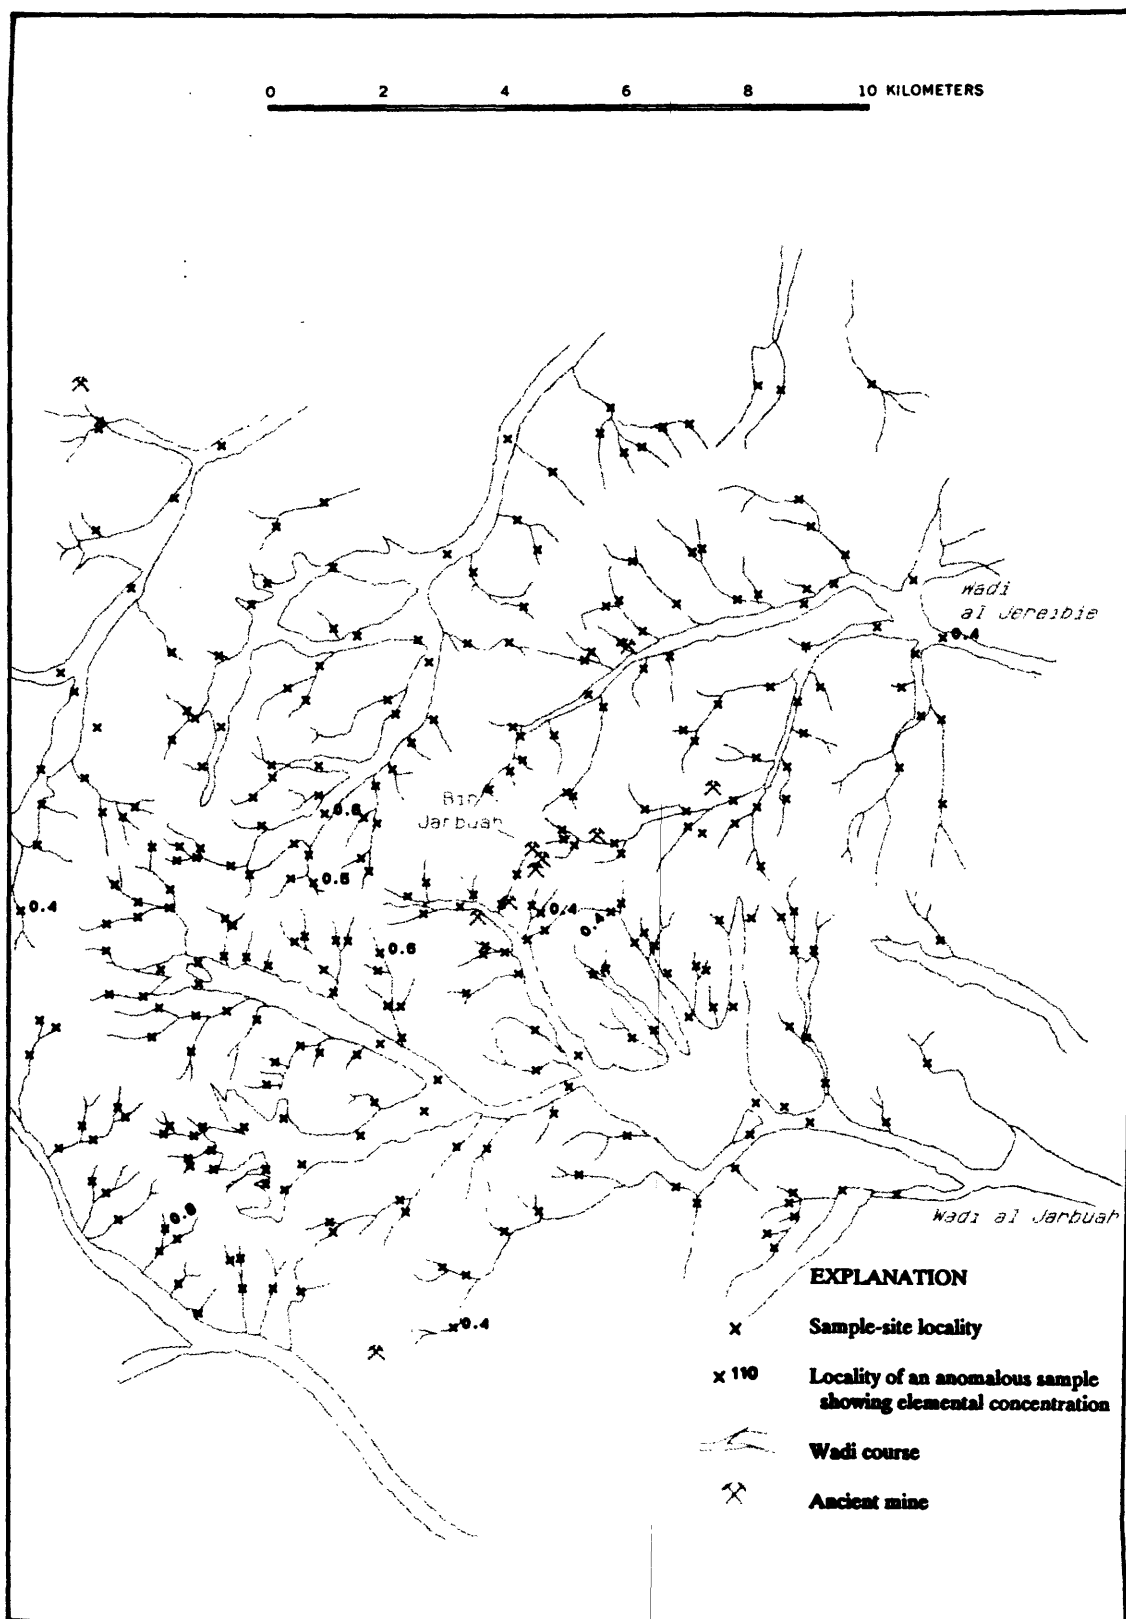 0 2 4 6 8 10 KILOMETERS
Wadi
al Jereibie
0.4
Bir
Jarbuah
0.5
0.4
0.4
0.4
0.6
Wadi al Jarbuah
EXPLANATION
0.4
Sample-site locality
110 Locality of an anomalous sample
showing elemental concentration
Wadi course
Ancient mine